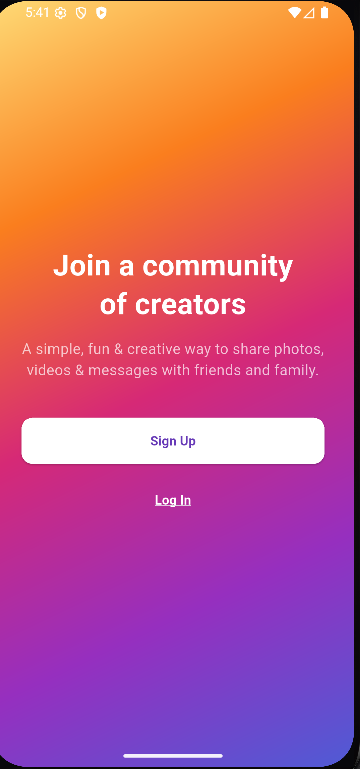 5:41
Join a community
of creators
A simple, fun & creative way to share photos,
videos & messages with friends and family.
Sign Up
Log In